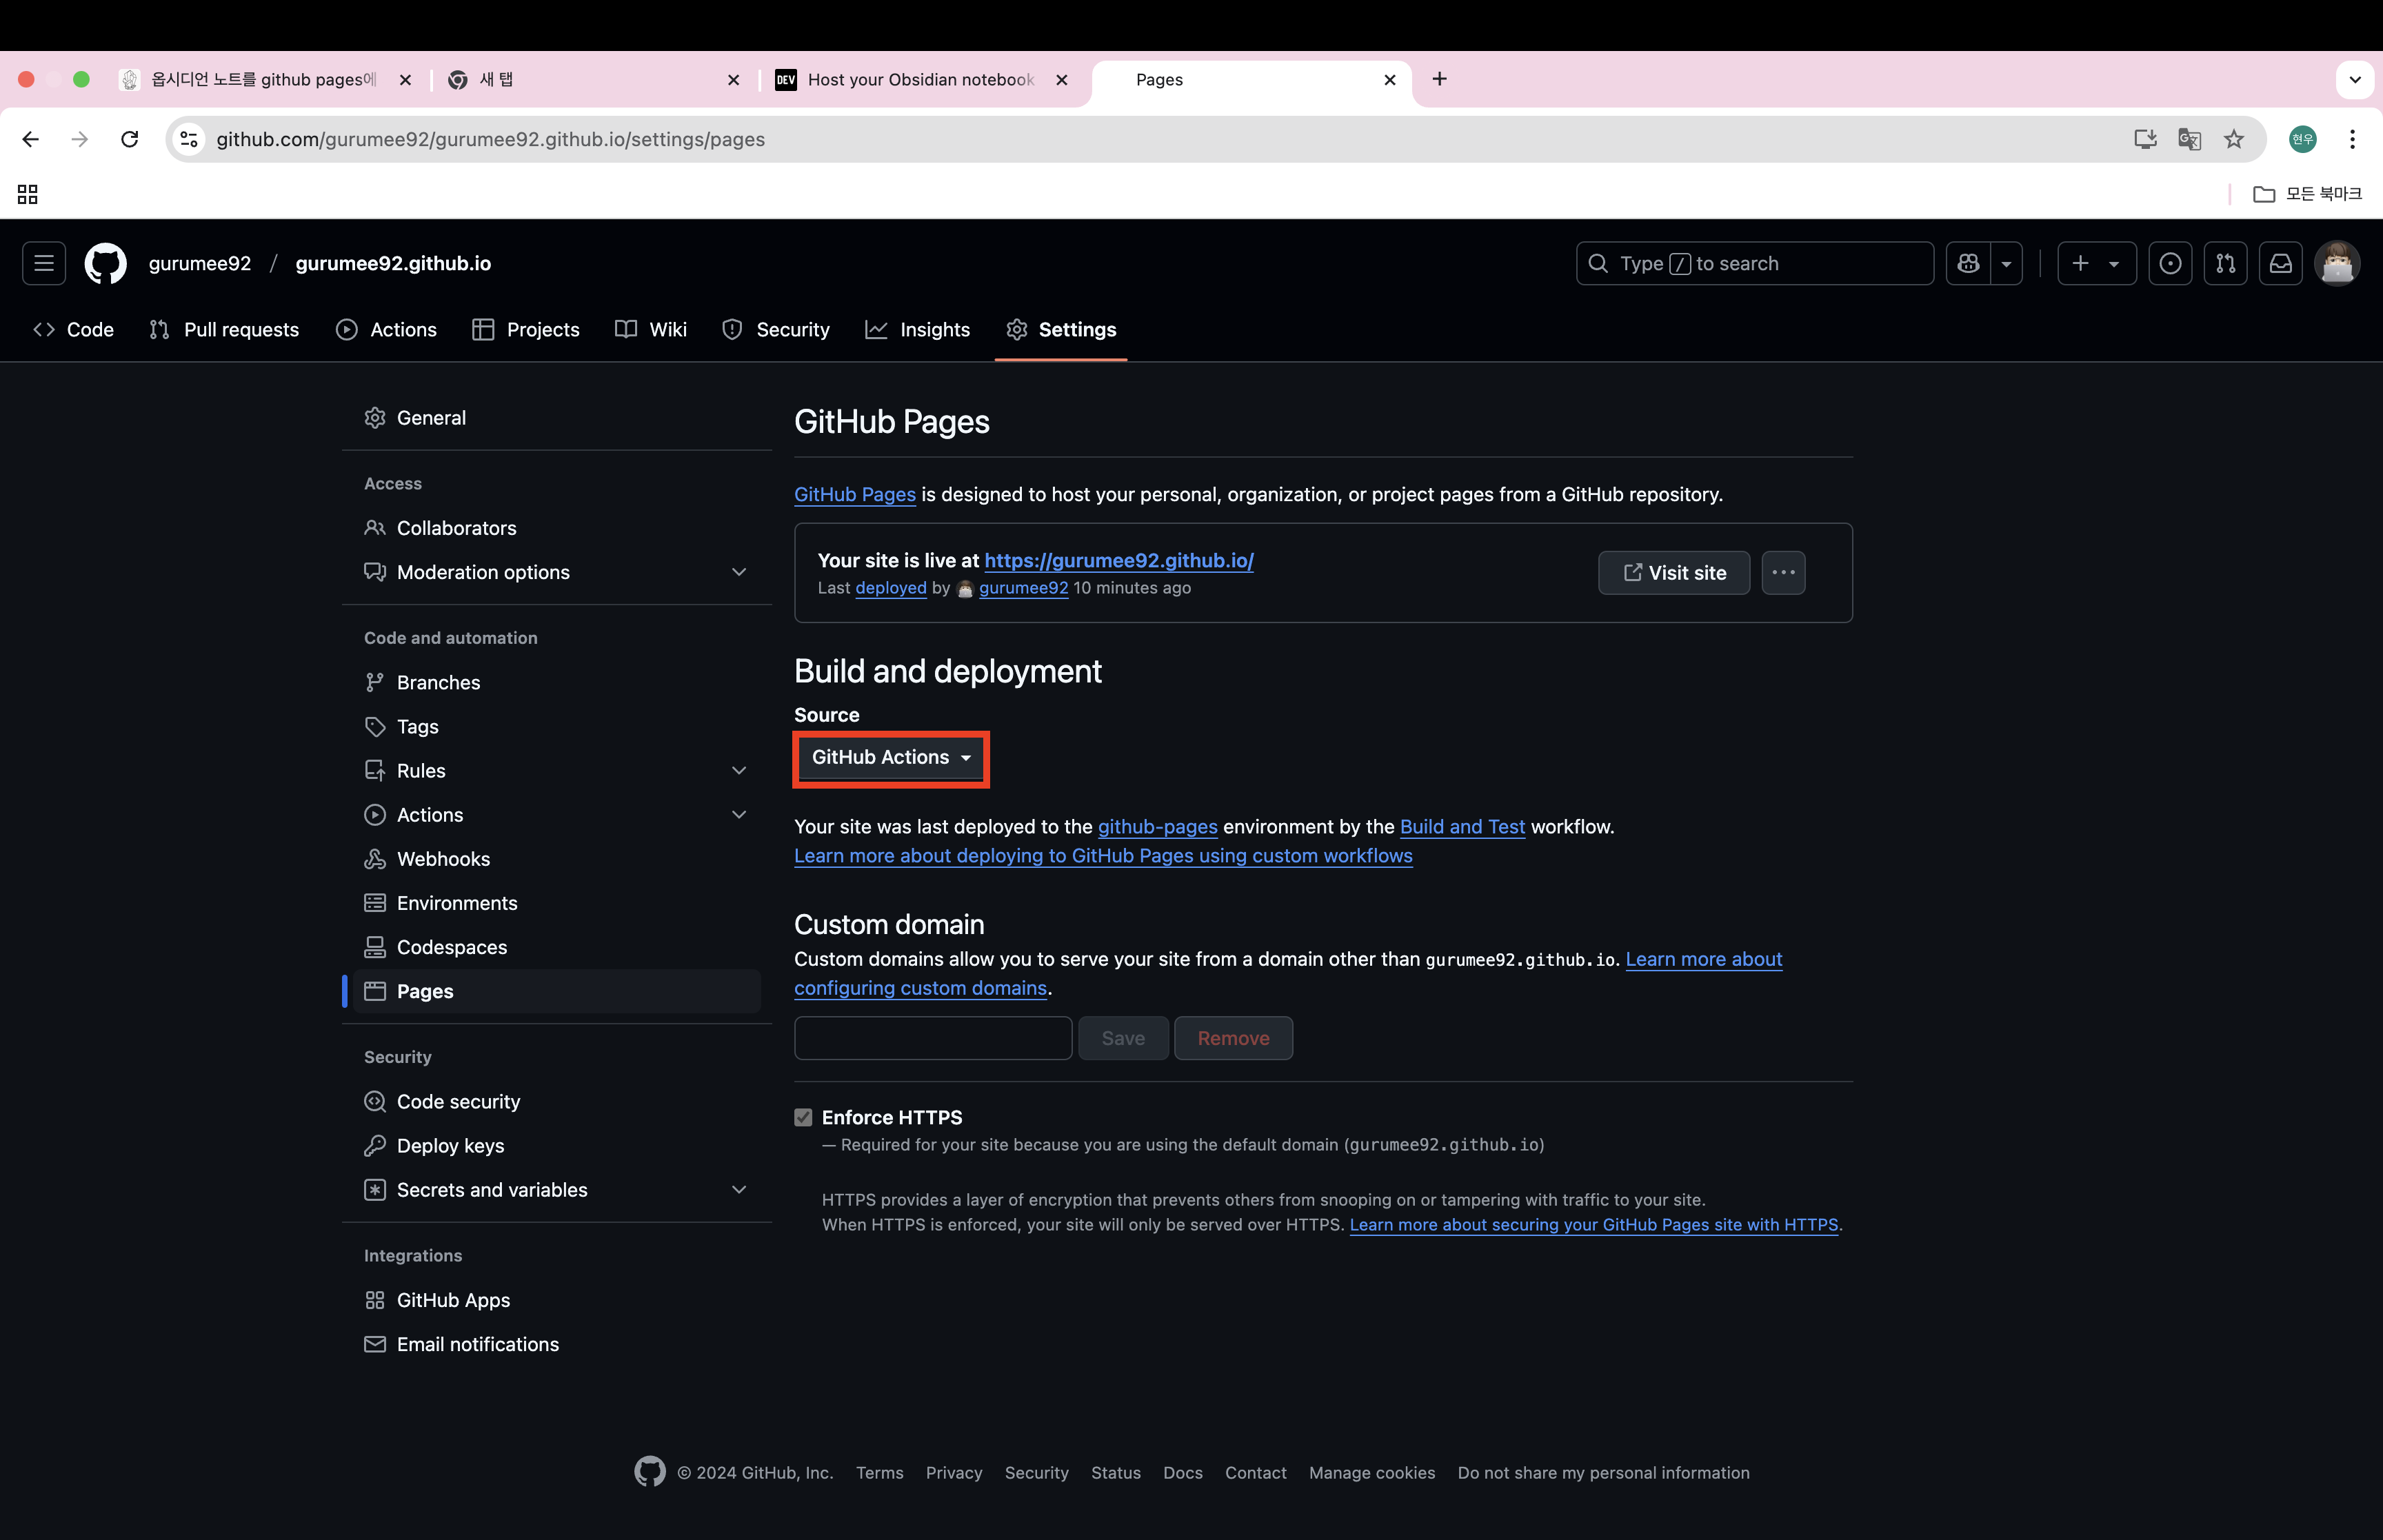 옵시디언 노트를 github pages에
새 탭
DEV
Host your Obsidian notebook
Pages
github.com/gurumee92/gurumee92.github.io/settings/pages
현우
모든 북마크
gurumee92 / gurumee92.github.io
Type / to search
Code
Pull requests
Actions
Projects
Wiki
Security
Insights
Settings
General
Access
Collaborators
Moderation options
Code and automation
Branches
Tags
Rules
Actions
Webhooks
Environments
Codespaces
Pages
Security
Code security
Deploy keys
Secrets and variables
Integrations
GitHub Apps
Email notifications
GitHub Pages
GitHub Pages is designed to host your personal, organization, or project pages from a GitHub repository.
Your site is live at https://gurumee92.github.io/
Last deployed by gurumee92 10 minutes ago
Visit site
Build and deployment
Source
GitHub Actions
Your site was last deployed to the github-pages environment by the Build and Test workflow.
Learn more about deploying to GitHub Pages using custom workflows
Custom domain
Custom domains allow you to serve your site from a domain other than gurumee92.github.io. Learn more about
configuring custom domains.
Save
Remove
Enforce HTTPS
— Required for your site because you are using the default domain (gurumee92.github.io)
HTTPS provides a layer of encryption that prevents others from snooping on or tampering with traffic to your site.
When HTTPS is enforced, your site will only be served over HTTPS. Learn more about securing your GitHub Pages site with HTTPS.
© 2024 GitHub, Inc.
Terms
Privacy
Security
Status
Docs
Contact
Manage cookies
Do not share my personal information